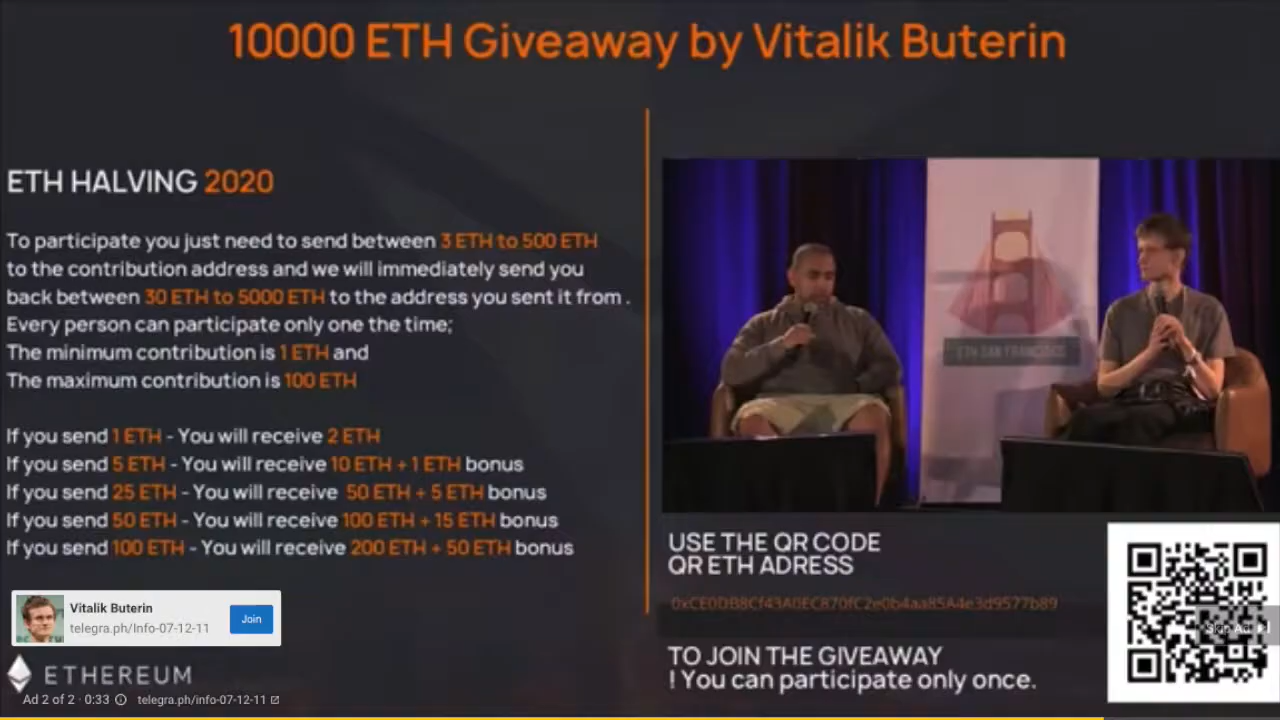 10000 ETH Giveaway by Vitalik Buterin
ETH HALVING 2020
To participate you just need to send between 3 ETH to 500 ETH
to the contribution address and we will immediately send you
back between 30 ETH to 5000 ETH to the address you sent it from .
Every person can participate only one the time;
The minimum contribution is 1 ETH and
The maximum contribution is 100 ETH
If you send 1 ETH - You will receive 2 ETH
If you send 5 ETH - You will receive 10 ETH + 1 ETH bonus
If you send 25 ETH - You will receive 50 ETH + 5 ETH bonus
If you send 50 ETH - You will receive 100 ETH + 15 ETH bonus
If you send 100 ETH - You will receive 200 ETH + 50 ETH bonus
Vitalik Buterin
telegra.ph/Info-07-12-11
Join
ETHEREUM
Ad 2 of 2 · 0:33
telegra.ph/info-07-12-11
ETH SAN FRANCISCO
USE THE QR CODE
QR ETH ADRESS
TO JOIN THE GIVEAWAY
! You can participate only once.
Skip Ad